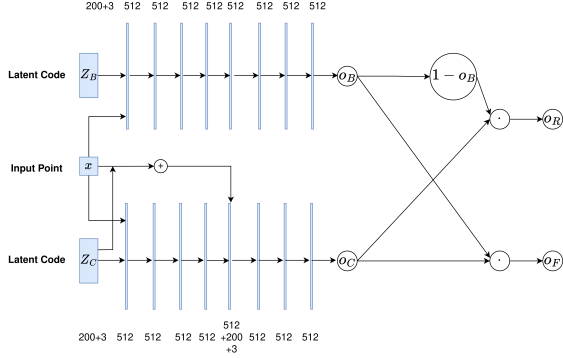 200+3 512 512 512 512 512 512 512 512
Latent Code Z_B o_B 1 − o_B
· o_R
Input Point x +
Latent Code Z_C o_C · o_F
200+3 512 512 512 512 512 +200 +3 512 512 512